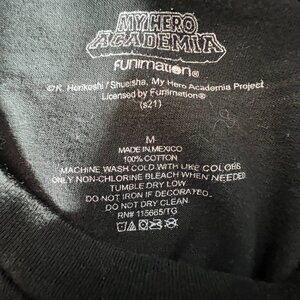 MY HERO
ACADEMIA
FUNIMATION®
©K. Horikoshi / Shueisha, My Hero Academia Project
Licensed by Funimation®
(s21)
M
MADE IN MEXICO
100% COTTON
MACHINE WASH COLD WITH LIKE COLORS
ONLY NON-CHLORINE BLEACH WHEN NEEDED
TUMBLE DRY LOW
DO NOT IRON IF DECORATED.
DO NOT DRY CLEAN.
RN# 115665/TG